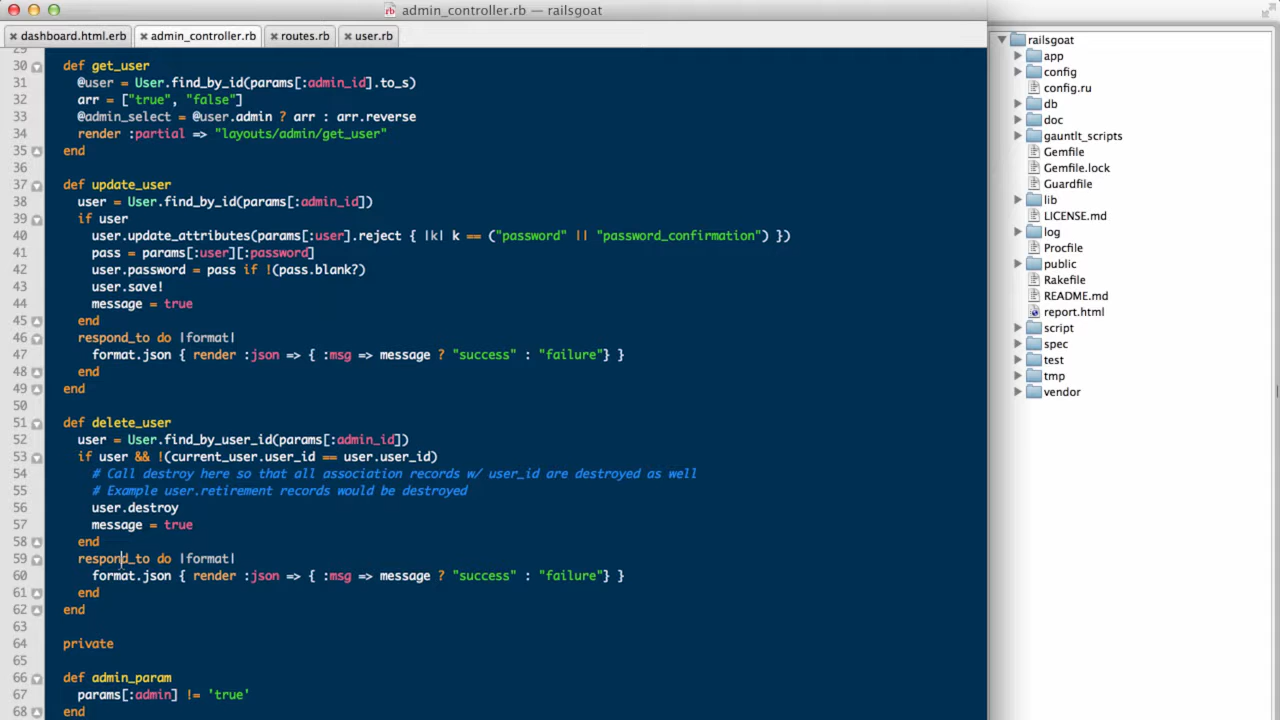 admin_controller.rb — railsgoat
dashboard.html.erb
admin_controller.rb
routes.rb
user.rb
29
30 def get_user
31 @user = User.find_by_id(params[:admin_id].to_s)
32 arr = ["true", "false"]
33 @admin_select = @user.admin ? arr : arr.reverse
34 render :partial => "layouts/admin/get_user"
35 end
36
37 def update_user
38 user = User.find_by_id(params[:admin_id])
39 if user
40 user.update_attributes(params[:user].reject { |k| k == ("password" || "password_confirmation") })
41 pass = params[:user][:password]
42 user.password = pass if !(pass.blank?)
43 user.save!
44 message = true
45 end
46 respond_to do |format|
47 format.json { render :json => { :msg => message ? "success" : "failure"} }
48 end
49 end
50
51 def delete_user
52 user = User.find_by_user_id(params[:admin_id])
53 if user && !(current_user.user_id == user.user_id)
54 # Call destroy here so that all association records w/ user_id are destroyed as well
55 # Example user.retirement records would be destroyed
56 user.destroy
57 message = true
58 end
59 respond_to do |format|
60 format.json { render :json => { :msg => message ? "success" : "failure"} }
61 end
62 end
63
64 private
65
66 def admin_param
67 params[:admin] != 'true'
68 end
railsgoat
app
config
config.ru
db
doc
gauntlt_scripts
Gemfile
Gemfile.lock
Guardfile
lib
LICENSE.md
log
Procfile
public
Rakefile
README.md
report.html
script
spec
test
tmp
vendor